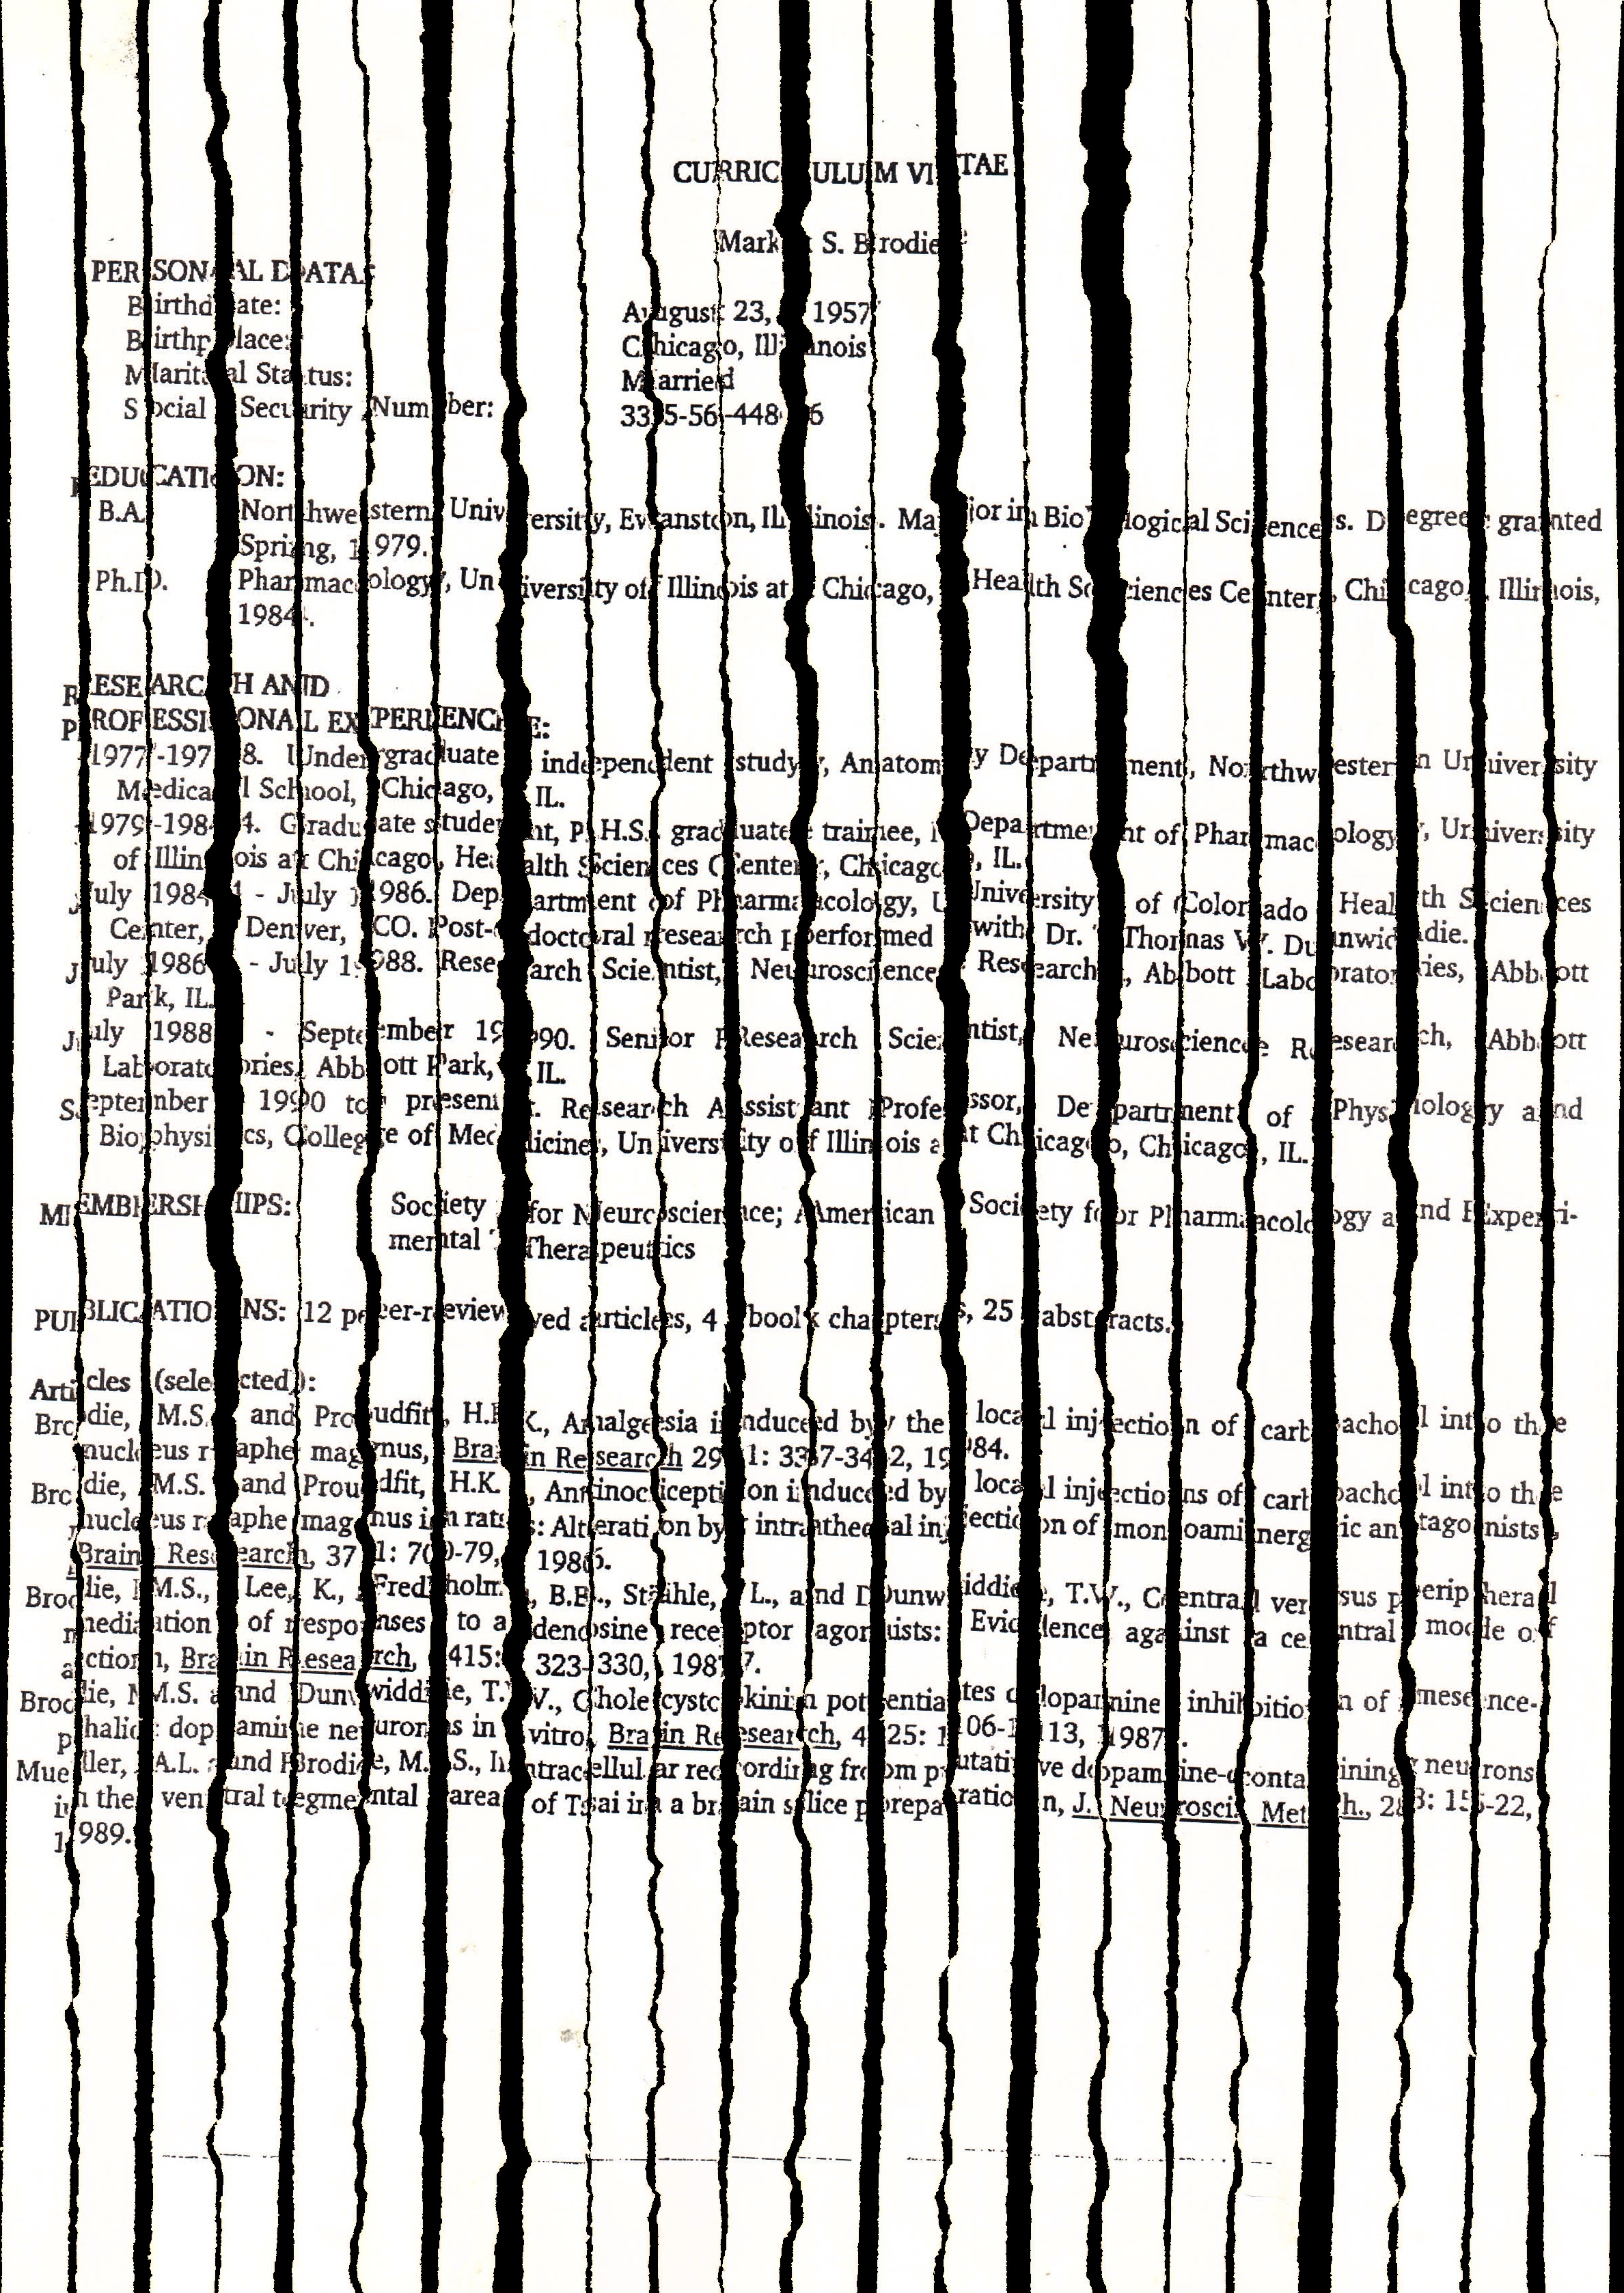 CURRICULUM VITAE
Mark S. Brodie
PERSONAL DATA
Birthdate: August 23, 1957
Birthplace: Chicago, Illinois
Marital Status: Married
Social Security Number:
EDUCATION:
B.A. Northwestern University, Evanston, Illinois. Major in Biological Sciences. Degree granted
Spring, 1979.
Ph.D. Pharmacology, University of Illinois at Chicago, Health Sciences Center, Chicago, Illinois,
1984.
RESEARCH AND
PROFESSIONAL EXPERIENCE:
1977-1978. Undergraduate independent study, Anatomy Department, Northwestern University
Medical School, Chicago, IL.
1979-1984. Graduate student, P.H.S. graduate trainee, Department of Pharmacology, University
of Illinois at Chicago, Health Sciences Center, Chicago, IL.
July 1984 - July 1986. Department of Pharmacology, University of Colorado Health Sciences
Center, Denver, CO. Post-doctoral research performed with Dr. Thomas V. Dunwiddie.
July 1986 - July 1988. Research Scientist, Neuroscience Research, Abbott Laboratories, Abbott
Park, IL.
July 1988 - September 1990. Senior Research Scientist, Neuroscience Research, Abbott
Laboratories, Abbott Park, IL.
September 1990 to present. Research Assistant Professor, Department of Physiology and
Biophysics, College of Medicine, University of Illinois at Chicago, Chicago, IL.
MEMBERSHIPS: Society for Neuroscience; American Society for Pharmacology and Experi-
mental Therapeutics
PUBLICATIONS: 12 peer-reviewed articles, 4 book chapters, 25 abstracts.
Articles (selected):
Brodie, M.S. and Proudfit, H.K., Analgesia induced by the local injection of carbachol into the
nucleus raphe magnus, Brain Research 291: 337-342, 1984.
Brodie, M.S. and Proudfit, H.K., Antinociception induced by local injections of carbachol into the
nucleus raphe magnus in rats: Alteration by intrathecal injection of monoaminergic antagonists,
Brain Research, 371: 70-79, 1986.
Brodie, M.S., Lee, K., Fredholm, B.B., Ståhle, L., and Dunwiddie, T.W., Central versus peripheral
mediation of responses to adenosine receptor agonists: Evidence against a central mode of
action, Brain Research, 415: 323-330, 1987.
Brodie, M.S. and Dunwiddie, T.V., Cholecystokinin potentiates dopamine inhibition of mesence-
phalic dopamine neurons in vitro, Brain Research, 425: 106-113, 1987.
Mueller, A.L. and Brodie, M.S., Intracellular recording from putative dopamine-containing neurons
in the ventral tegmental area of Tsai in a brain slice preparation, J. Neurosci. Meth., 28: 15-22,
1989.